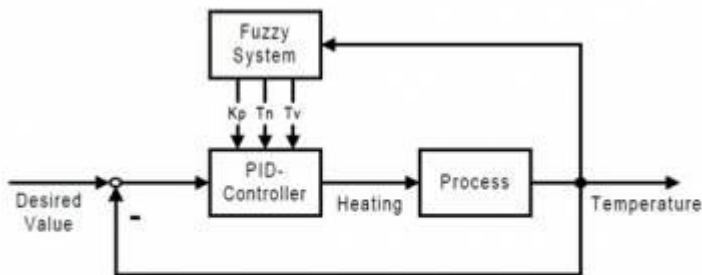 Fuzzy
System
Kp Tn Tv
PID-
Controller
Process
Desired
Value
-
Heating
Temperature